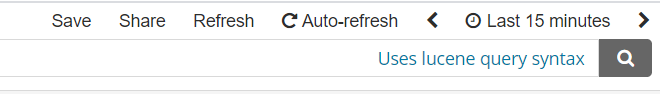 Save Share Refresh Auto-refresh Last 15 minutes
Uses lucene query syntax